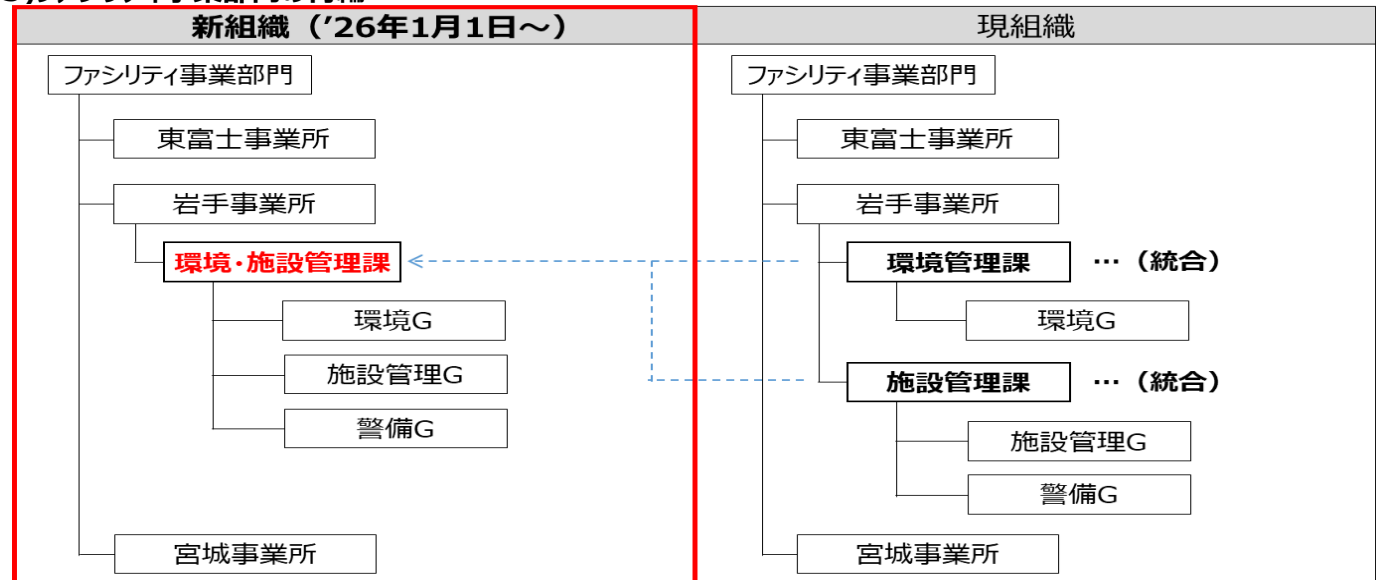 新組織（’26年1月1日～）
ファシリティ事業部門
東富士事業所
岩手事業所
環境・施設管理課
環境G
施設管理G
警備G
宮城事業所
現組織
ファシリティ事業部門
東富士事業所
岩手事業所
環境管理課 … （統合）
環境G
施設管理課 … （統合）
施設管理G
警備G
宮城事業所